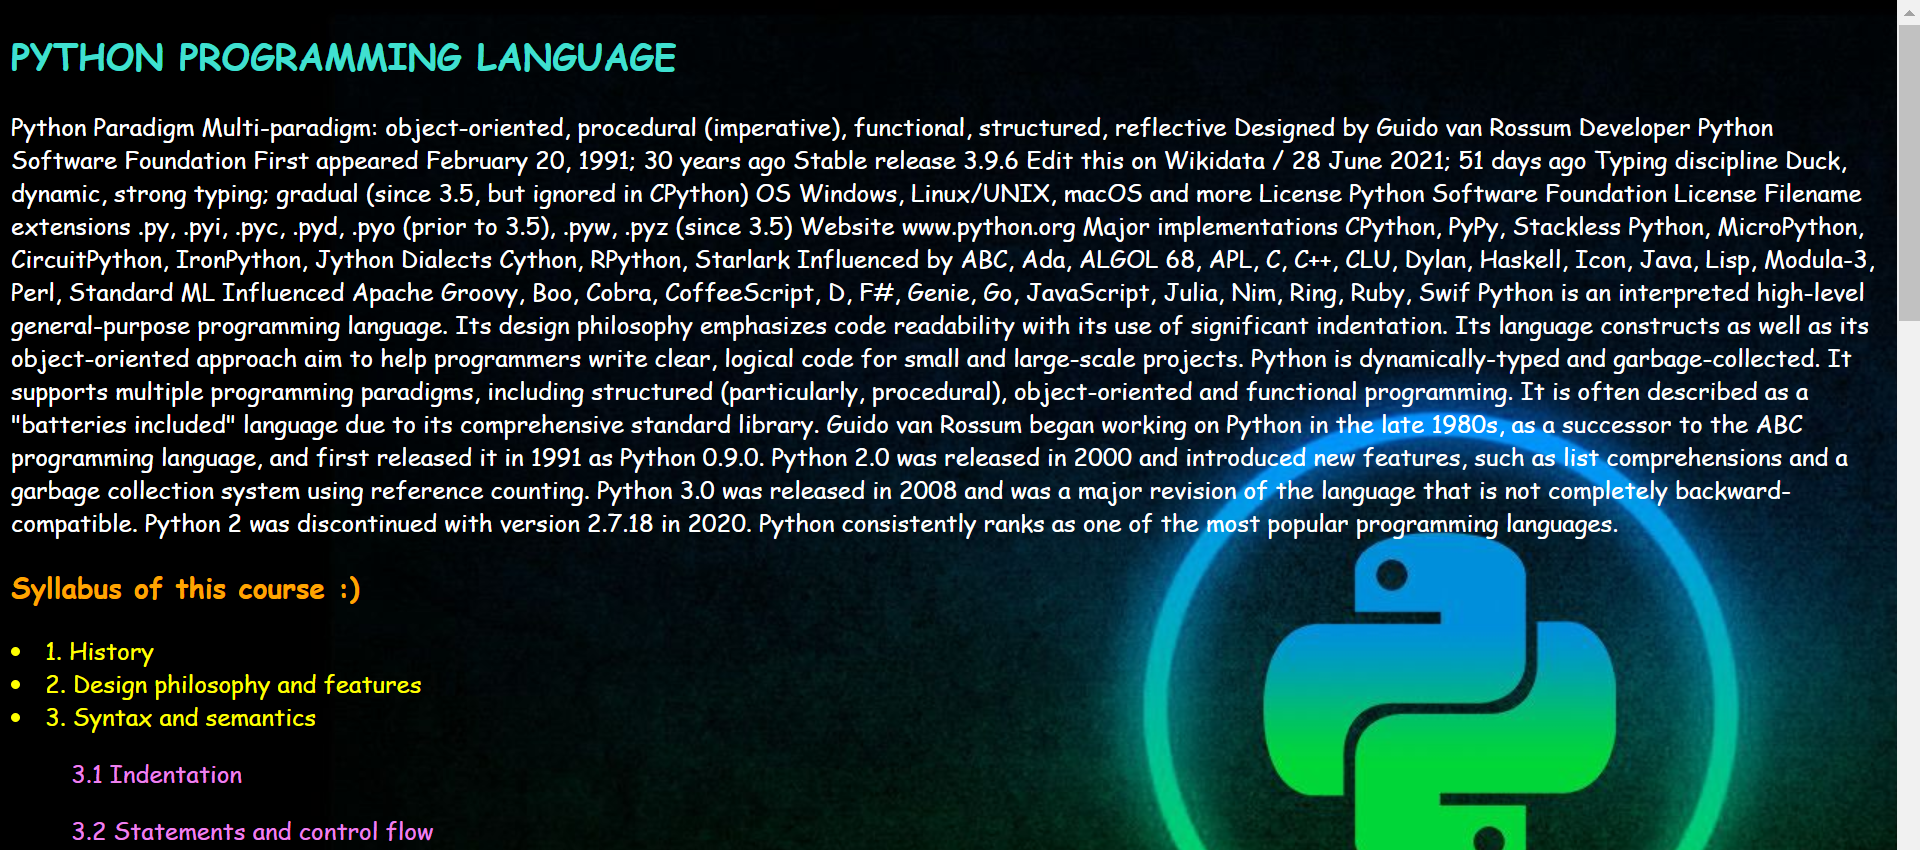 PYTHON PROGRAMMING LANGUAGE
Python Paradigm Multi-paradigm: object-oriented, procedural (imperative), functional, structured, reflective Designed by Guido van Rossum Developer Python
Software Foundation First appeared February 20, 1991; 30 years ago Stable release 3.9.6 Edit this on Wikidata / 28 June 2021; 51 days ago Typing discipline Duck,
dynamic, strong typing; gradual (since 3.5, but ignored in CPython) OS Windows, Linux/UNIX, macOS and more License Python Software Foundation License Filename
extensions .py, .pyi, .pyc, .pyd, .pyo (prior to 3.5), .pyw, .pyz (since 3.5) Website www.python.org Major implementations CPython, PyPy, Stackless Python, MicroPython,
CircuitPython, IronPython, Jython Dialects Cython, RPython, Starlark Influenced by ABC, Ada, ALGOL 68, APL, C, C++, CLU, Dylan, Haskell, Icon, Java, Lisp, Modula-3,
Perl, Standard ML Influenced Apache Groovy, Boo, Cobra, CoffeeScript, D, F#, Genie, Go, JavaScript, Julia, Nim, Ring, Ruby, Swif Python is an interpreted high-level
general-purpose programming language. Its design philosophy emphasizes code readability with its use of significant indentation. Its language constructs as well as its
object-oriented approach aim to help programmers write clear, logical code for small and large-scale projects. Python is dynamically-typed and garbage-collected. It
supports multiple programming paradigms, including structured (particularly, procedural), object-oriented and functional programming. It is often described as a
"batteries included" language due to its comprehensive standard library. Guido van Rossum began working on Python in the late 1980s, as a successor to the ABC
programming language, and first released it in 1991 as Python 0.9.0. Python 2.0 was released in 2000 and introduced new features, such as list comprehensions and a
garbage collection system using reference counting. Python 3.0 was released in 2008 and was a major revision of the language that is not completely backward-
compatible. Python 2 was discontinued with version 2.7.18 in 2020. Python consistently ranks as one of the most popular programming languages.
Syllabus of this course :)
• 1. History
• 2. Design philosophy and features
• 3. Syntax and semantics
3.1 Indentation
3.2 Statements and control flow